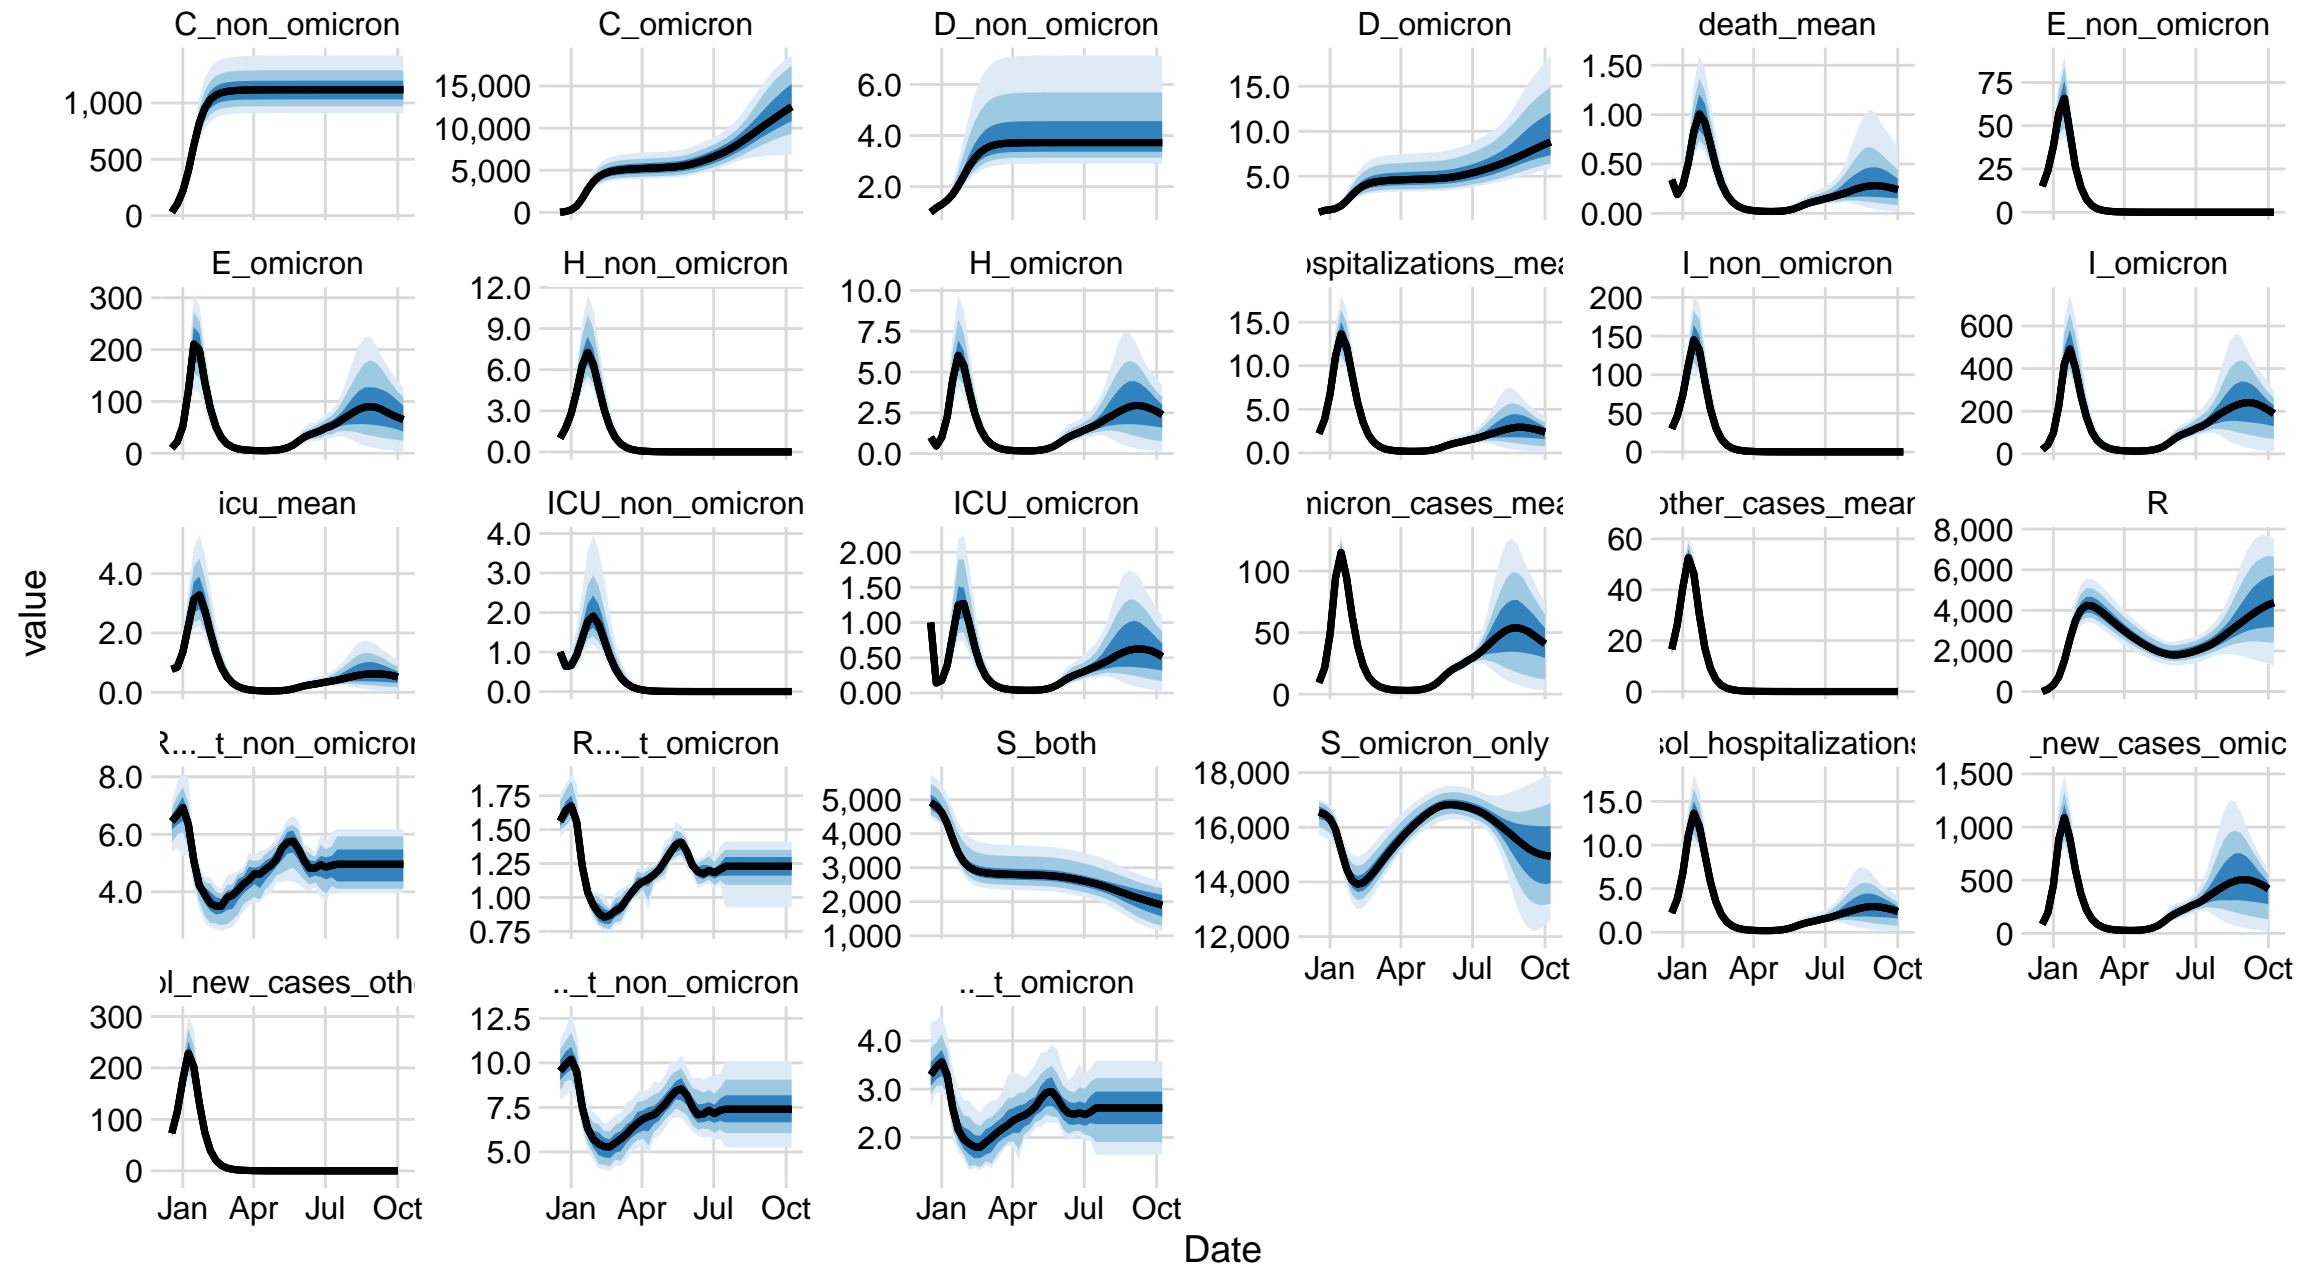 C_non_omicron C_omicron D_non_omicron D_omicron death_mean E_non_omicron
1,000 500 0
15,000 10,000 5,000 0
6.0 4.0 2.0
15.0 10.0 5.0
1.50 1.00 0.50 0.00
75 50 25 0
E_omicron H_non_omicron H_omicron ospitalizations_mea I_non_omicron I_omicron
300 200 100 0
12.0 9.0 6.0 3.0 0.0
10.0 7.5 5.0 2.5 0.0
15.0 10.0 5.0 0.0
200 150 100 50 0
600 400 200 0
icu_mean ICU_non_omicron ICU_omicron micron_cases_mea other_cases_mean R
4.0 2.0 0.0
4.0 3.0 2.0 1.0 0.0
2.00 1.50 1.00 0.50 0.00
100 50 0
60 40 20 0
8,000 6,000 4,000 2,000 0
R..._t_non_omicron R..._t_omicron S_both S_omicron_only sol_hospitalizations _new_cases_omic
8.0 6.0 4.0
1.75 1.50 1.25 1.00 0.75
5,000 4,000 3,000 2,000 1,000
18,000 16,000 14,000 12,000
15.0 10.0 5.0 0.0
1,500 1,000 500 0
Jan Apr Jul Oct Jan Apr Jul Oct Jan Apr Jul Oct
ol_new_cases_oth .._t_non_omicron .._t_omicron
300 200 100 0
12.5 10.0 7.5 5.0
4.0 3.0 2.0
Jan Apr Jul Oct Jan Apr Jul Oct Jan Apr Jul Oct
value
Date